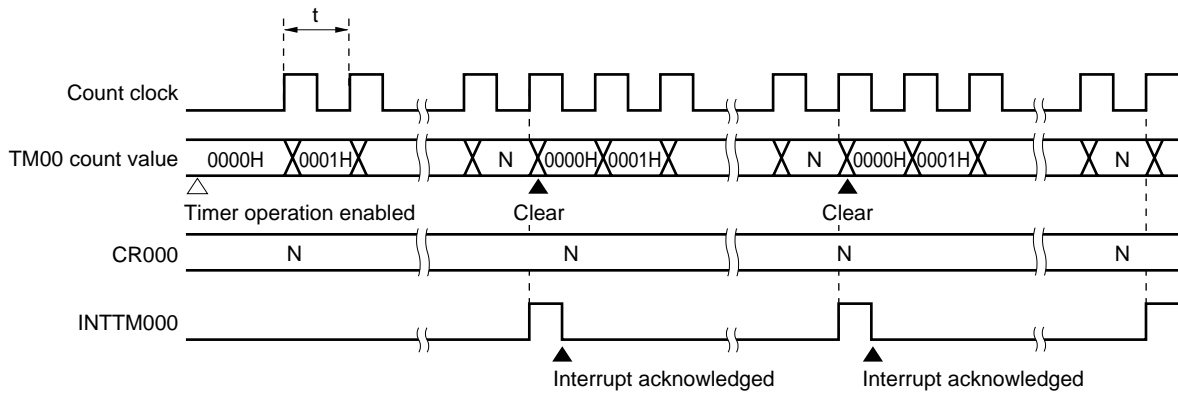 t
Count clock
TM00 count value 0000H 0001H N 0000H 0001H N 0000H 0001H N
Timer operation enabled Clear Clear
CR000 N N N N
INTTM000
Interrupt acknowledged Interrupt acknowledged